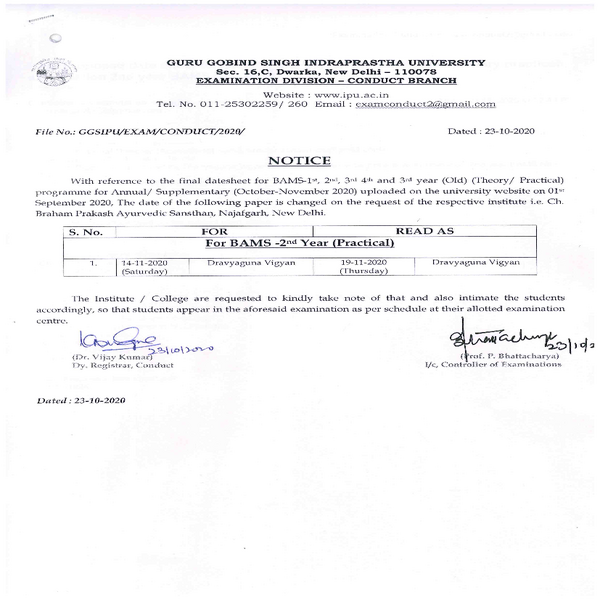 GURU GOBIND SINGH INDRAPRASTHA UNIVERSITY
Sec. 16,C, Dwarka, New Delhi – 110078
EXAMINATION DIVISION – CONDUCT BRANCH
Website : www.ipu.ac.in
Tel. No. 011-25302259/ 260 Email : examconduct2@gmail.com
File No.: GGSIPU/EXAM/CONDUCT/2020/ Dated : 23-10-2020
NOTICE
With reference to the final datesheet for BAMS-1st, 2nd, 3rd 4th and 3rd year (Old) (Theory/ Practical)
programme for Annual/ Supplementary (October-November 2020) uploaded on the university website on 01st
September 2020, The date of the following paper is changed on the request of the respective institute i.e. Ch.
Braham Prakash Ayurvedic Sansthan, Najafgarh, New Delhi.
S. No. FOR READ AS
For BAMS -2nd Year (Practical)
1. 14-11-2020 Dravyaguna Vigyan 19-11-2020 Dravyaguna Vigyan
(Saturday) (Thursday)
The Institute / College are requested to kindly take note of that and also intimate the students
accordingly, so that students appear in the aforesaid examination as per schedule at their allotted examination
centre.
23/10/2020 23/10/2
(Dr. Vijay Kumar) (Prof. P. Bhattacharya)
Dy. Registrar, Conduct I/c, Controller of Examinations
Dated : 23-10-2020